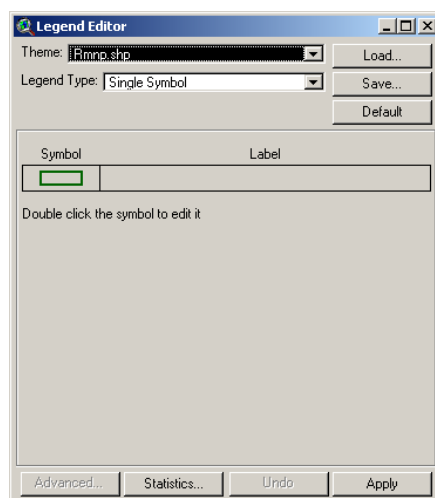 Legend Editor
Theme: Rmnp.shp
Load...
Legend Type: Single Symbol
Save...
Default
Symbol Label
Double click the symbol to edit it
Advanced... Statistics... Undo Apply